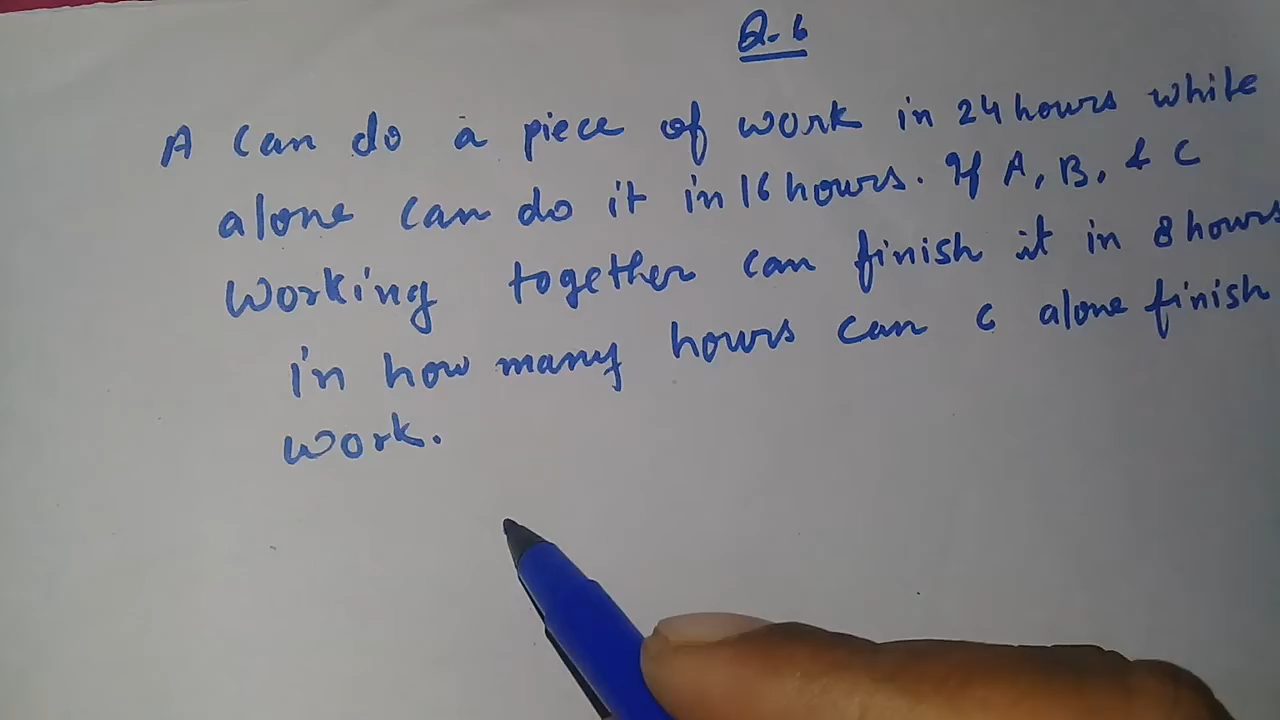 Q.6
A can do a piece of work in 24 hours while
alone can do it in 16 hours. If A, B, & C
working together can finish it in 8 hours
in how many hours can C alone finish
work.